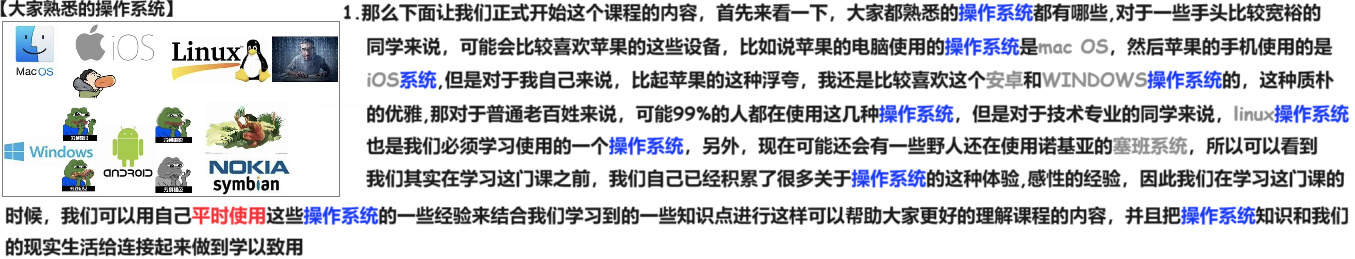 【大家熟悉的操作系统】
MacOS
iOS
Linux
Windows
ANDROID
NOKIA
symbian
1.那么下面让我们正式开始这个课程的内容，首先来看一下，大家都熟悉的操作系统都有哪些,对于一些手头比较宽裕的
同学来说，可能会比较喜欢苹果的这些设备，比如说苹果的电脑使用的操作系统是mac OS，然后苹果的手机使用的是
iOS系统,但是对于我自己来说，比起苹果的这种浮夸，我还是比较喜欢这个安卓和WINDOWS操作系统的，这种质朴
的优雅,那对于普通老百姓来说，可能99%的人都在使用这几种操作系统，但是对于技术专业的同学来说，linux操作系统
也是我们必须学习使用的一个操作系统，另外，现在可能还会有一些野人还在使用诺基亚的塞班系统，所以可以看到
我们其实在学习这门课之前，我们自己已经积累了很多关于操作系统的这种体验,感性的经验，因此我们在学习这门课的
时候，我们可以用自己平时使用这些操作系统的一些经验来结合我们学习到的一些知识点进行这样可以帮助大家更好的理解课程的内容，并且把操作系统知识和我们
的现实生活给连接起来做到学以致用